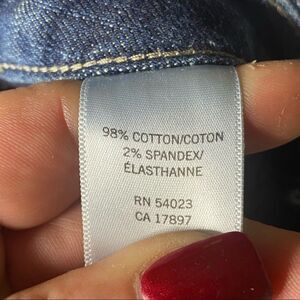 98% COTTON/COTON
2% SPANDEX/
ÉLASTHANNE
RN 54023
CA 17897